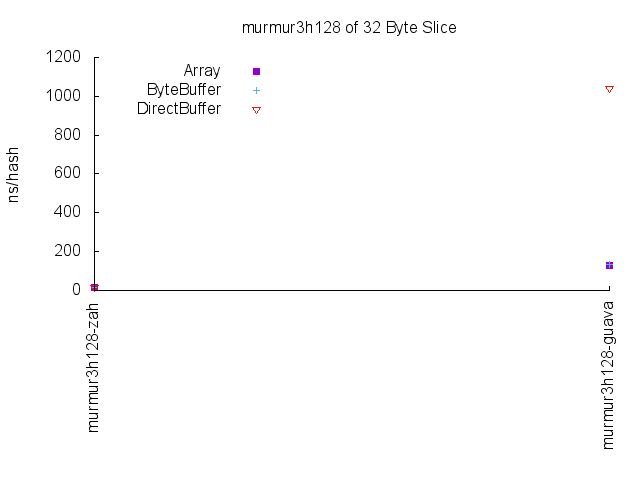 murmur3h128 of 32 Byte Slice
1200
1000
800
600
400
200
0
ns/hash
Array
ByteBuffer
DirectBuffer
murmur3h128-zah
murmur3h128-guava